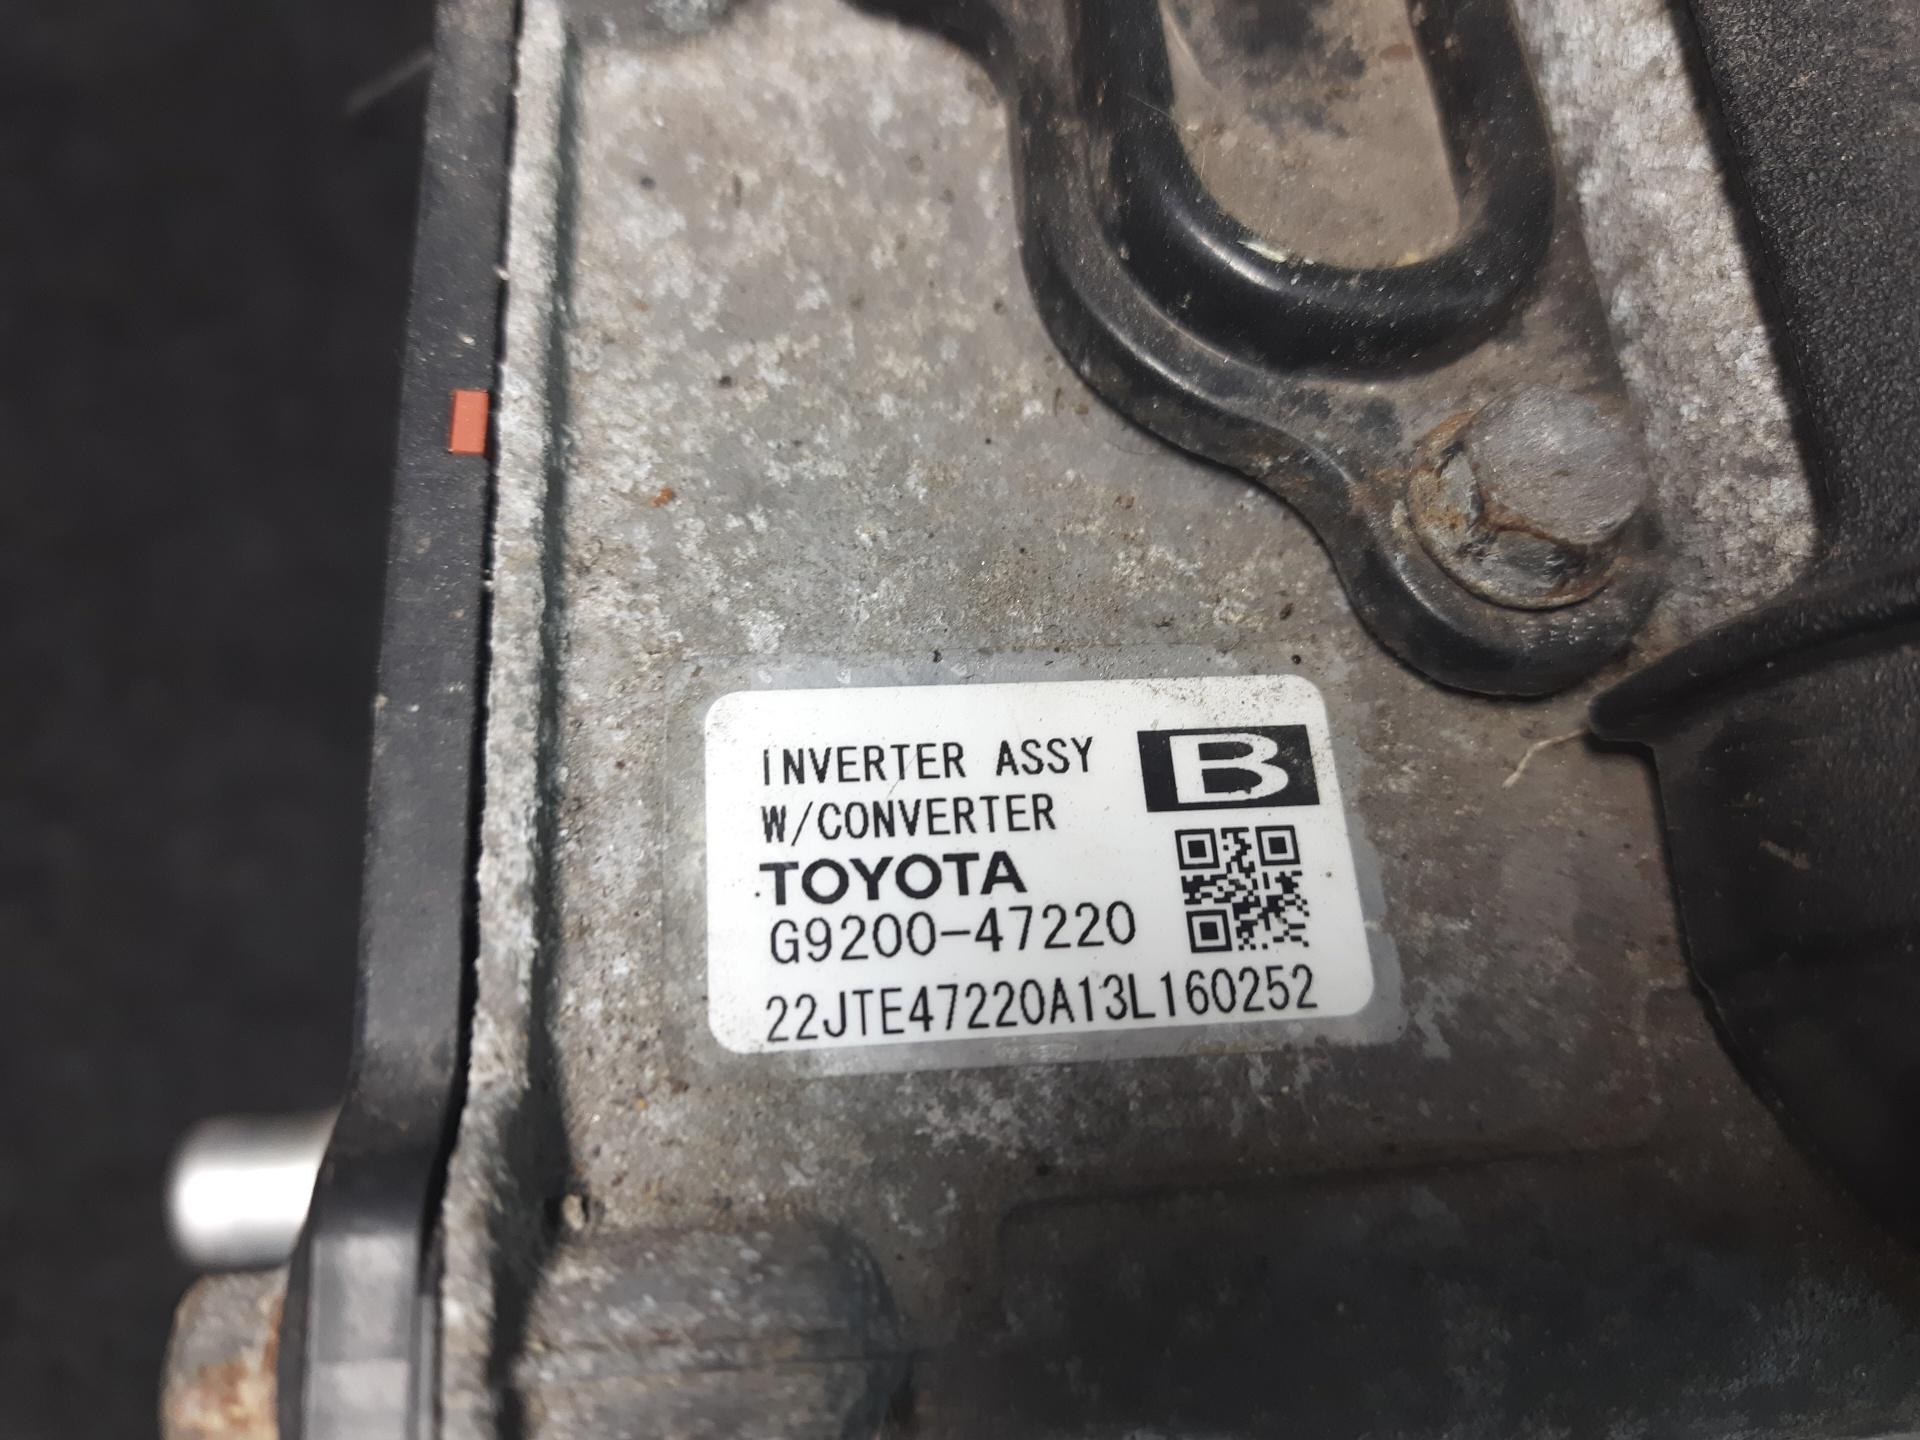 INVERTER ASSY
B
W/CONVERTER
TOYOTA
G9200-47220
22JTE47220A13L160252